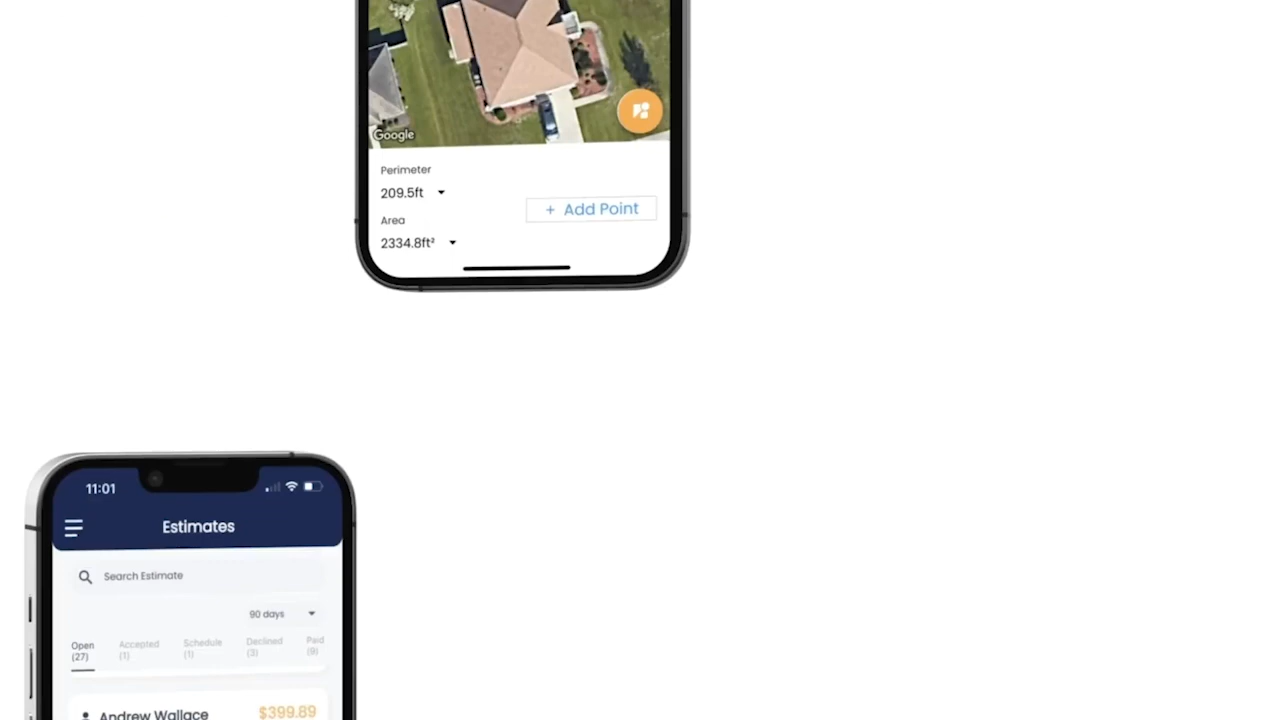 Google
Perimeter
209.5ft
+ Add Point
Area
2334.8ft²
11:01
Estimates
Search Estimate
90 days
Open Accepted Schedule Declined Paid
(27) (1) (1) (3) (9)
Andrew Wallace $399.89